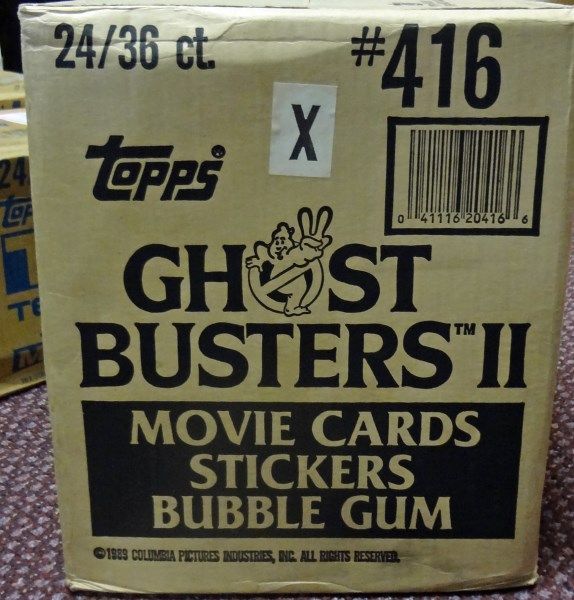 24/36 ct.
#416
X
TOPPS®
0 41116 20416 6
GHOST
BUSTERS™ II
MOVIE CARDS
STICKERS
BUBBLE GUM
©1989 COLUMBIA PICTURES INDUSTRIES, INC. ALL RIGHTS RESERVED.
24